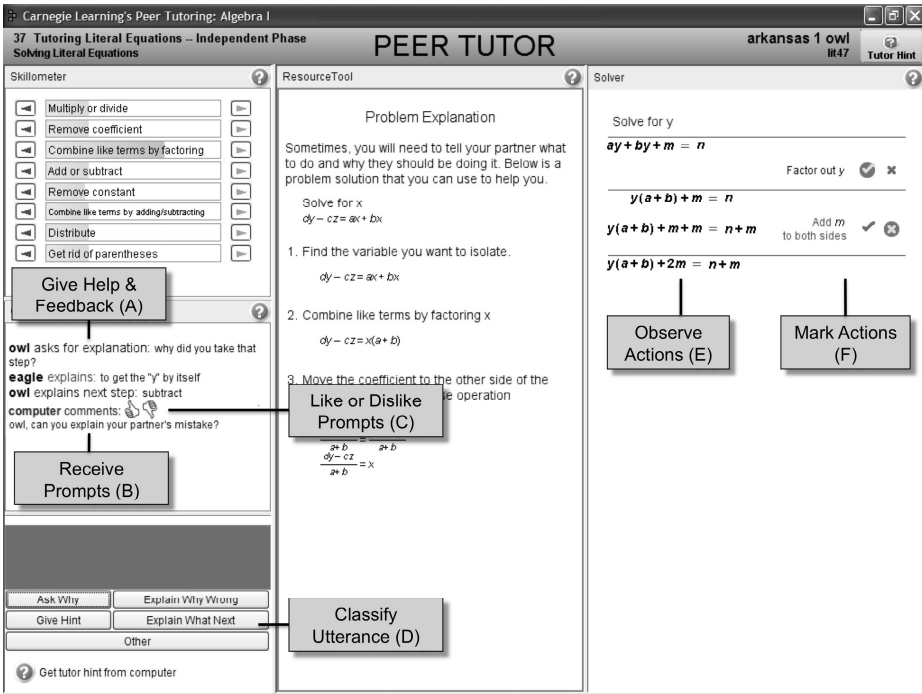 Carnegie Learning's Peer Tutoring: Algebra I
37 Tutoring Literal Equations -- Independent Phase
Solving Literal Equations
PEER TUTOR
arkansas 1 owl
lit47
Tutor Hint
Skillometer
Multiply or divide
Remove coefficient
Combine like terms by factoring
Add or subtract
Remove constant
Combine like terms by adding/subtracting
Distribute
Get rid of parentheses
Give Help &
Feedback (A)
owl asks for explanation: why did you take that
step?
eagle explains: to get the "y" by itself
owl explains next step: subtract
computer comments:
owl, can you explain your partner's mistake?
Receive
Prompts (B)
Ask Why
Explain Why Wrong
Give Hint
Explain What Next
Other
Get tutor hint from computer
ResourceTool
Problem Explanation
Sometimes, you will need to tell your partner what
to do and why they should be doing it. Below is a
problem solution that you can use to help you.
Solve for x
dy – cz = ax + bx
1. Find the variable you want to isolate.
dy – cz = ax + bx
2. Combine like terms by factoring x
dy – cz = x(a + b)
3. Move the coefficient to the other side of the
se operation
Like or Dislike
Prompts (C)
a + b = a + b
dy – cz
a + b
= x
Classify
Utterance (D)
Solver
Solve for y
ay + by + m = n
Factor out y
y(a + b) + m = n
y(a + b) + m + m = n + m
Add m
to both sides
y(a + b) + 2m = n + m
Observe
Actions (E)
Mark Actions
(F)